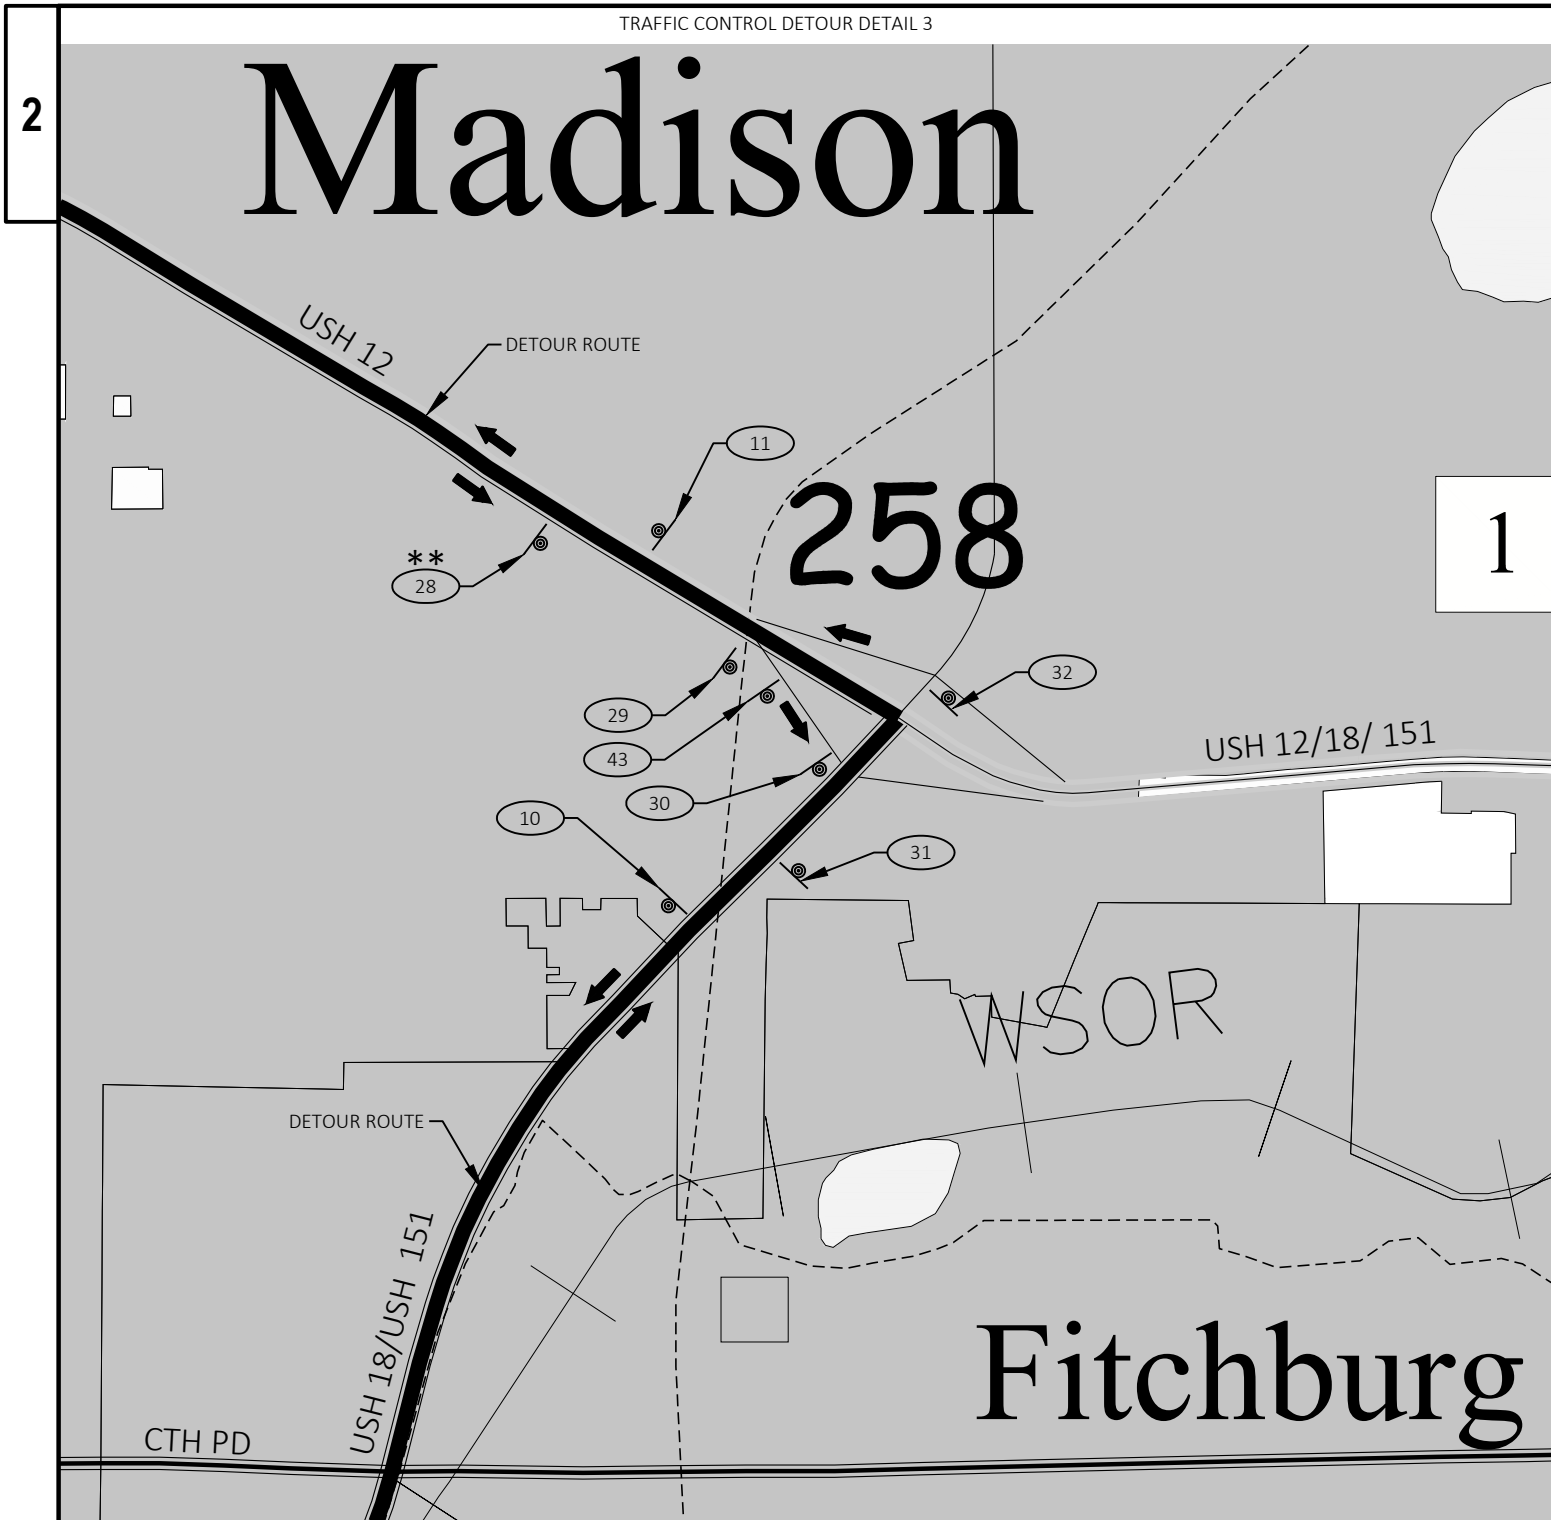 TRAFFIC CONTROL DETOUR DETAIL 3
2
Madison
USH 12
DETOUR ROUTE
11
258
1
**
28
32
29
43
USH 12/18/ 151
30
10
31
WSOR
DETOUR ROUTE
USH 18/USH 151
Fitchburg
CTH PD